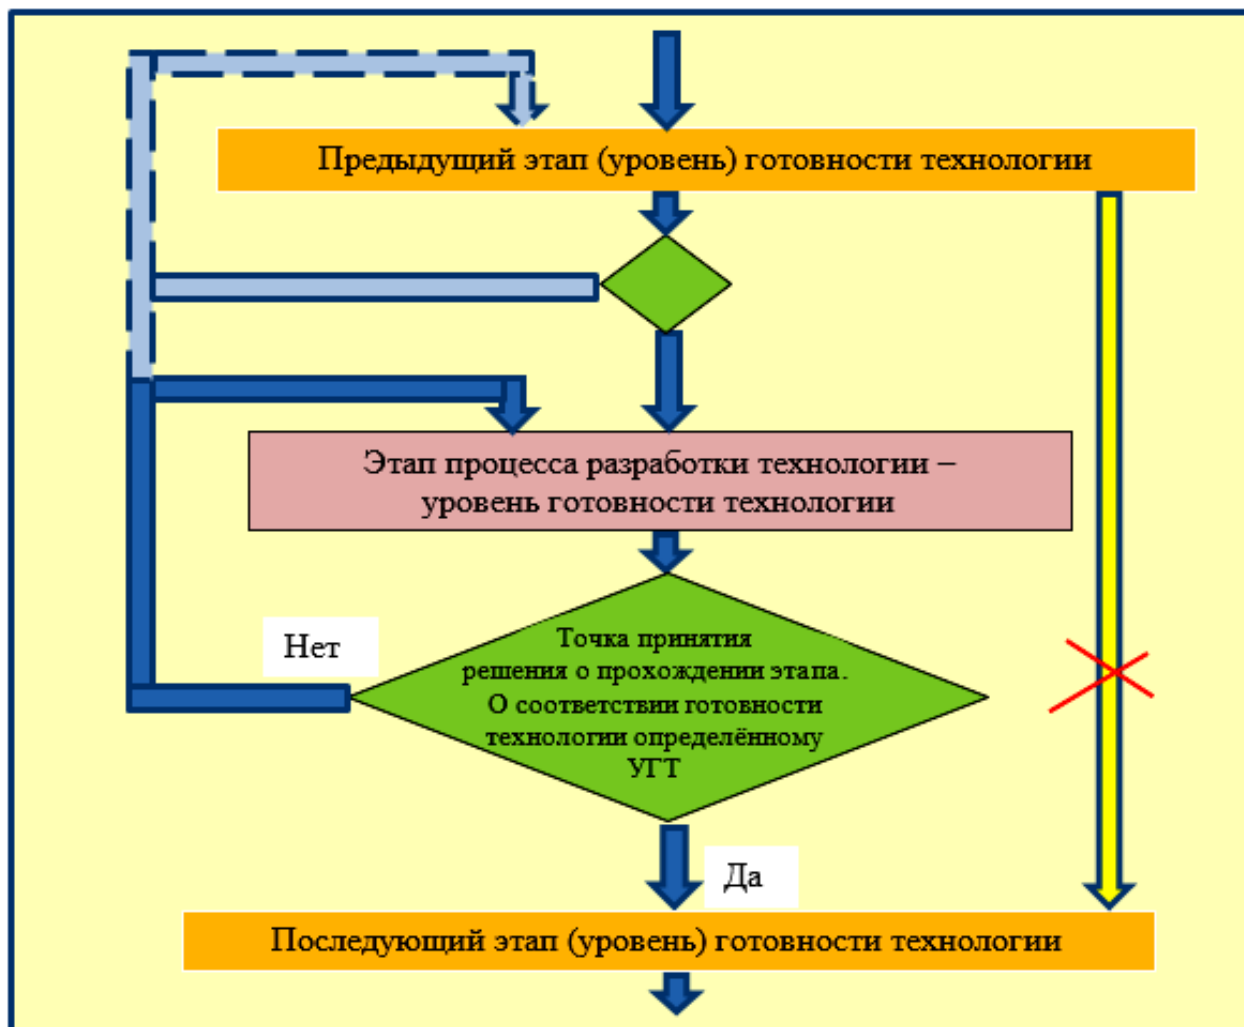 Предыдущий этап (уровень) готовности технологии
Этап процесса разработки технологии –
уровень готовности технологии
Нет
Точка принятия
решения о прохождении этапа.
О соответствии готовности
технологии определённому
УГТ
Да
Последующий этап (уровень) готовности технологии